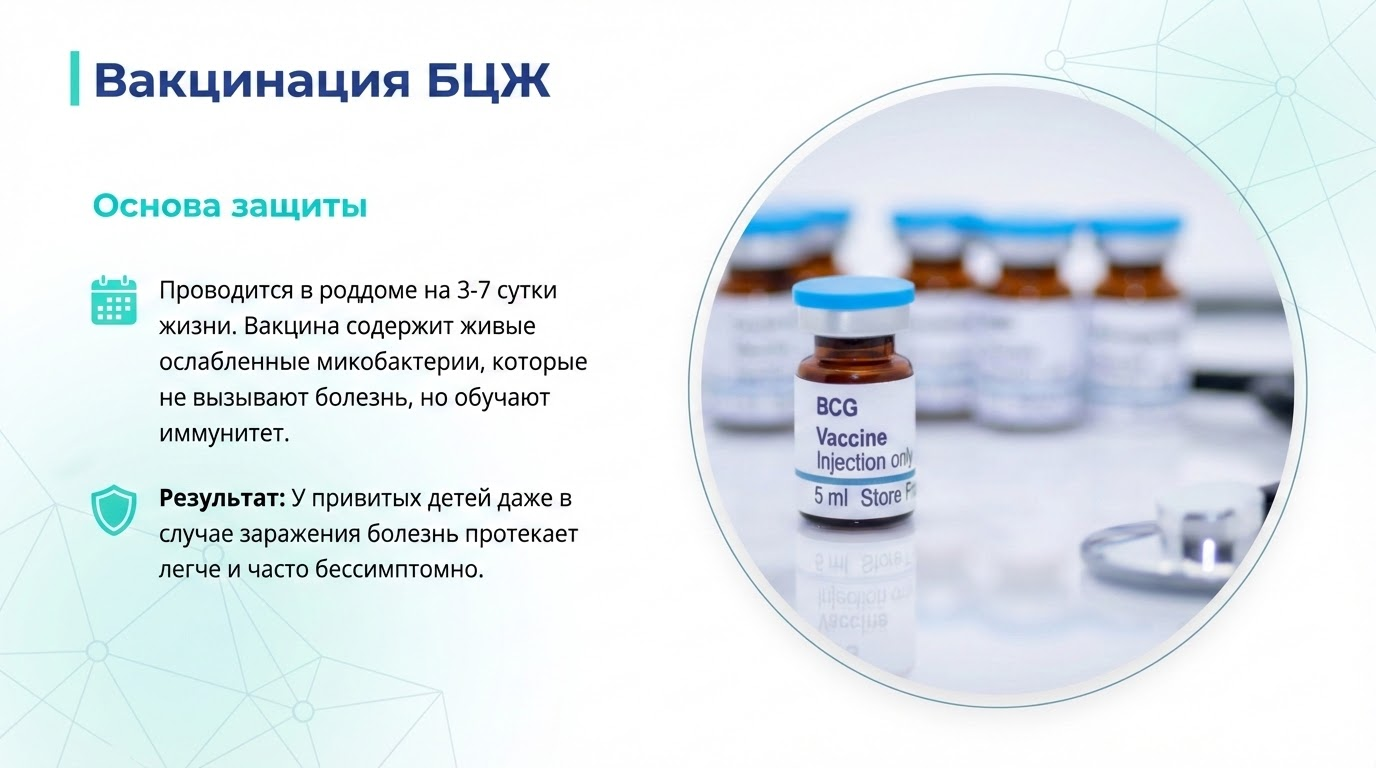 Вакцинация БЦЖ
Основа защиты
Проводится в роддоме на 3-7 сутки
жизни. Вакцина содержит живые
ослабленные микобактерии, которые
не вызывают болезнь, но обучают
иммунитет.
Результат: У привитых детей даже в
случае заражения болезнь протекает
легче и часто бессимптомно.
BCG
Vaccine
Injection only
5 ml Store